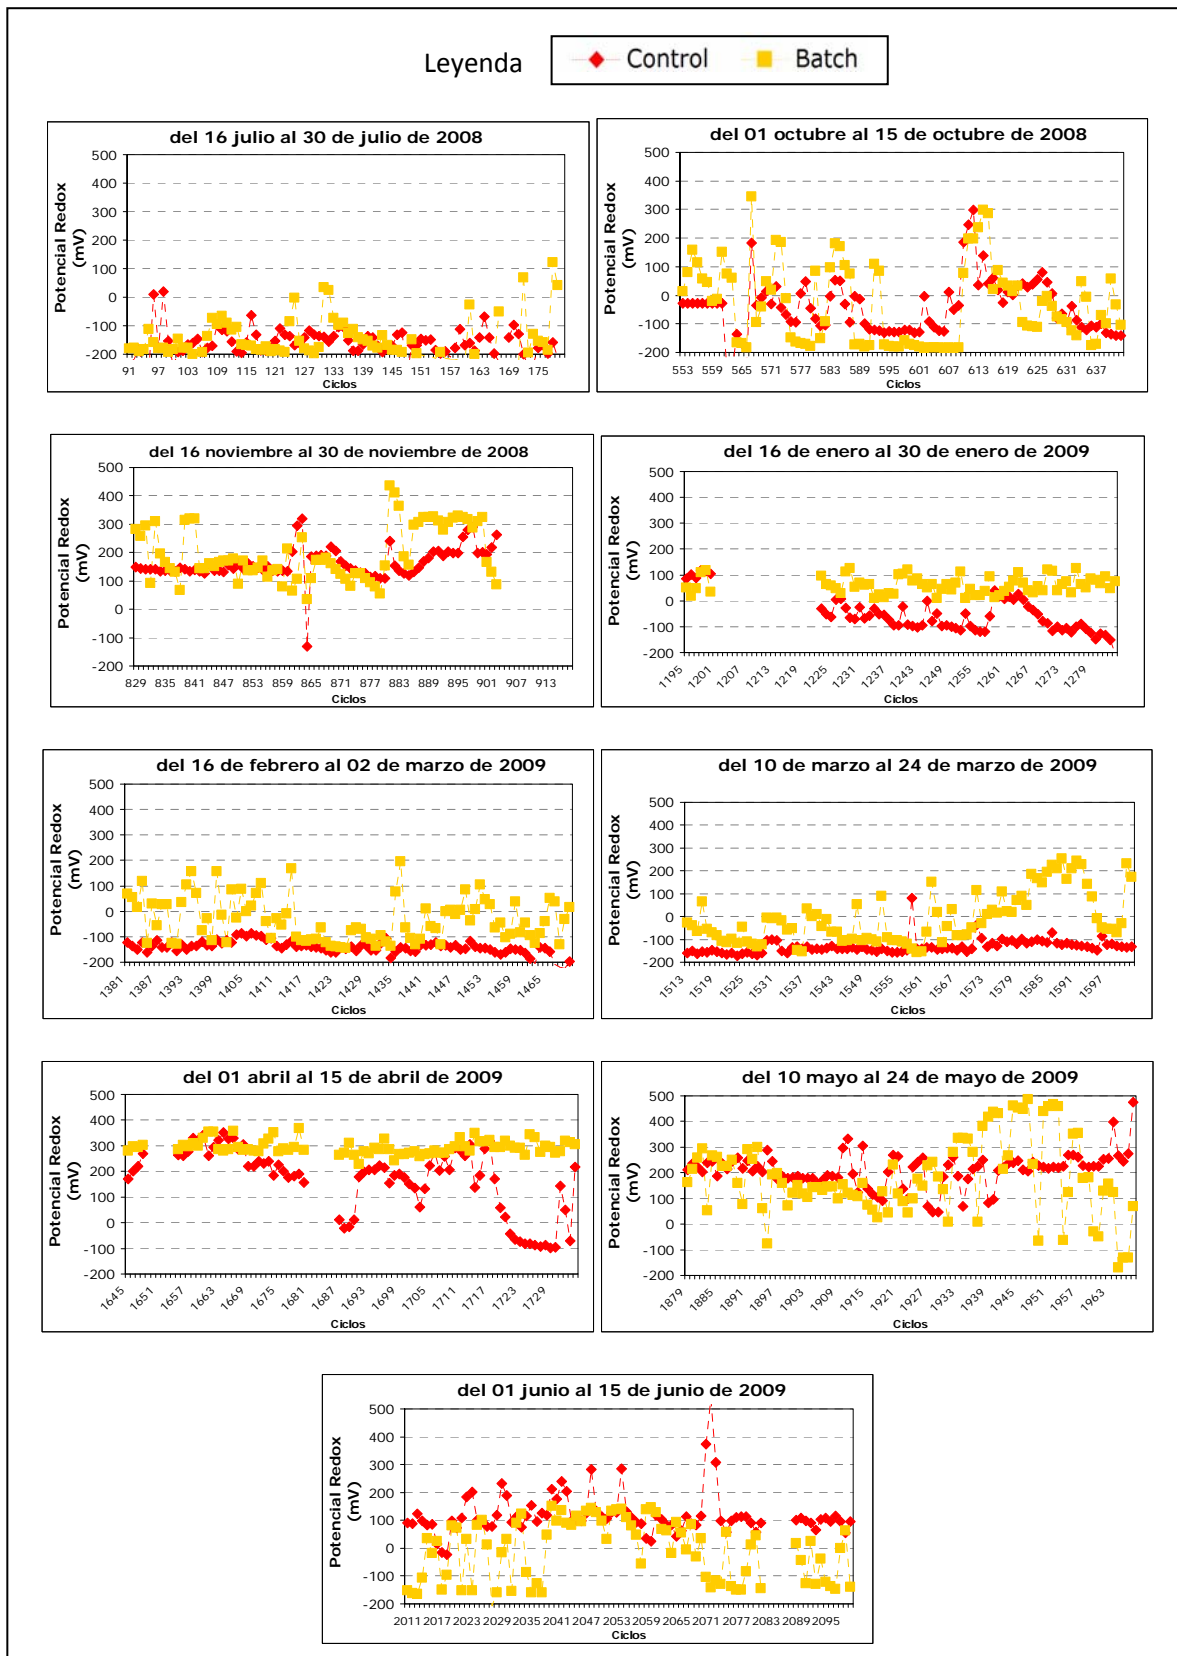 Leyenda Control Batch
del 16 julio al 30 de julio de 2008
Potencial Redox
(mV)
500
400
300
200
100
0
-100
-200
91 97 103 109 115 121 127 133 139 145 151 157 163 169 175
Ciclos
del 01 octubre al 15 de octubre de 2008
Potencial Redox
(mV)
500
400
300
200
100
0
-100
-200
553 559 565 571 577 583 589 595 601 607 613 619 625 631 637
Ciclos
del 16 noviembre al 30 de noviembre de 2008
Potencial Redox
(mV)
500
400
300
200
100
0
-100
-200
829 835 841 847 853 859 865 871 877 883 889 895 901 907 913
Ciclos
del 16 de enero al 30 de enero de 2009
Potencial Redox
(mV)
500
400
300
200
100
0
-100
-200
1195 1201 1207 1213 1219 1225 1231 1237 1243 1249 1255 1261 1267 1273 1279
Ciclos
del 16 de febrero al 02 de marzo de 2009
Potencial Redox
(mV)
500
400
300
200
100
0
-100
-200
1381 1387 1393 1399 1405 1411 1417 1423 1429 1435 1441 1447 1453 1459 1465
Ciclos
del 10 de marzo al 24 de marzo de 2009
Potencial Redox
(mV)
500
400
300
200
100
0
-100
-200
1513 1519 1525 1531 1537 1543 1549 1555 1561 1567 1573 1579 1585 1591 1597
Ciclos
del 01 abril al 15 de abril de 2009
Potencial Redox
(mV)
500
400
300
200
100
0
-100
-200
1645 1651 1657 1663 1669 1675 1681 1687 1693 1699 1705 1711 1717 1723 1729
Ciclos
del 10 mayo al 24 de mayo de 2009
Potencial Redox
(mV)
500
400
300
200
100
0
-100
-200
1879 1885 1891 1897 1903 1909 1915 1921 1927 1933 1939 1945 1951 1957 1963
Ciclos
del 01 junio al 15 de junio de 2009
Potencial Redox
(mV)
500
400
300
200
100
0
-100
-200
2011 2017 2023 2029 2035 2041 2047 2053 2059 2065 2071 2077 2083 2089 2095
Ciclos